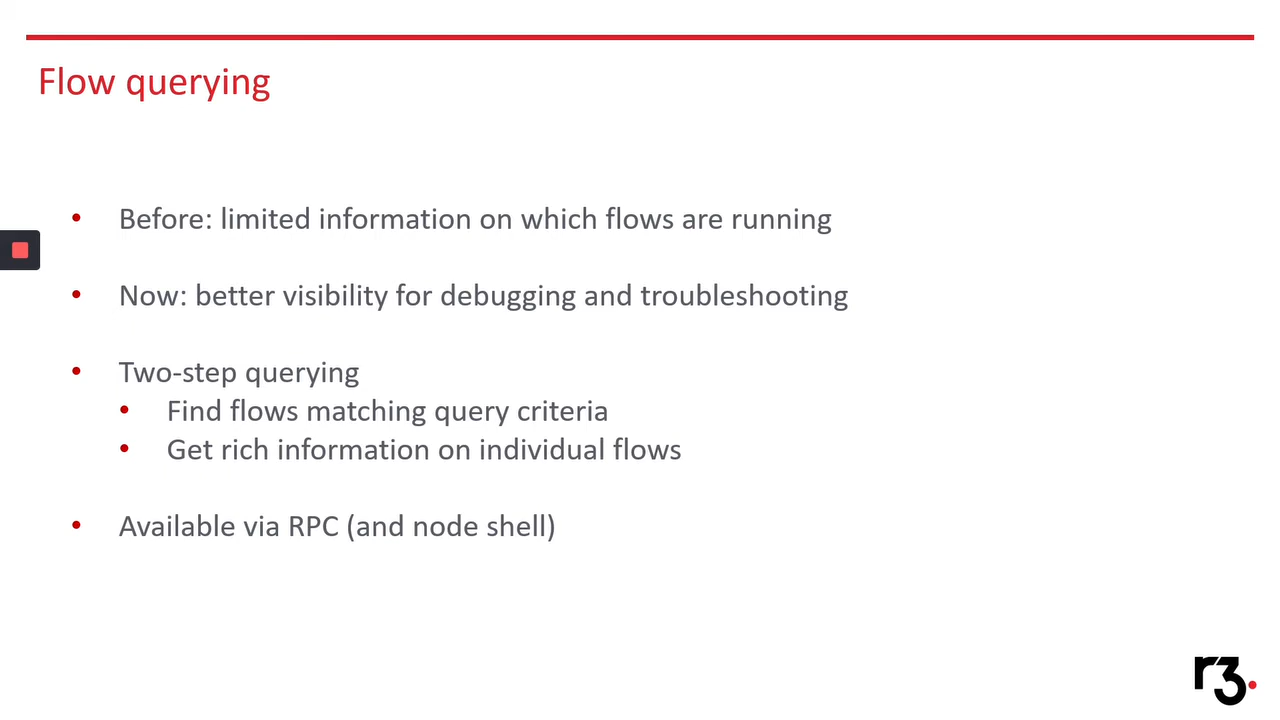 Flow querying
• Before: limited information on which flows are running
• Now: better visibility for debugging and troubleshooting
• Two-step querying
• Find flows matching query criteria
• Get rich information on individual flows
• Available via RPC (and node shell)
r3.